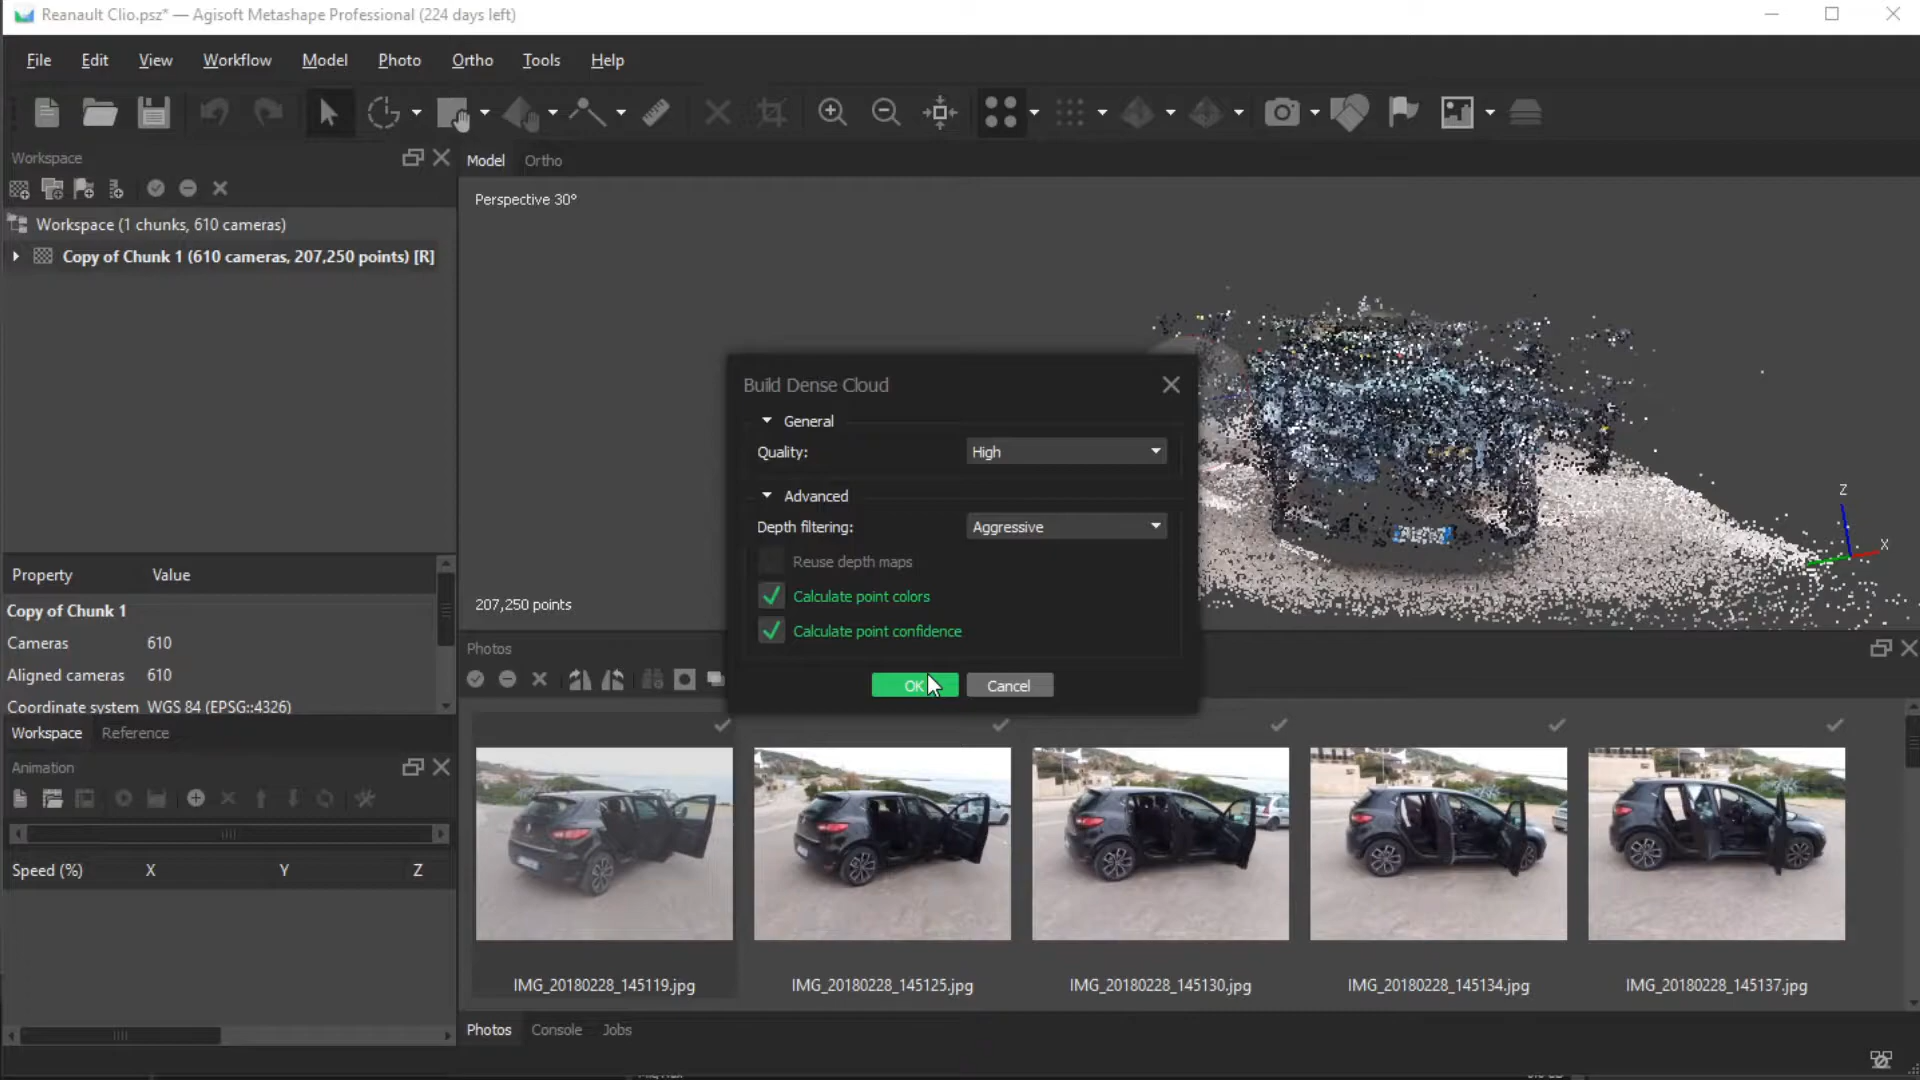 Reanault Clio.psz* — Agisoft Metashape Professional (224 days left)
File Edit View Workflow Model Photo Ortho Tools Help
Workspace
Model Ortho
Perspective 30°
Workspace (1 chunks, 610 cameras)
Copy of Chunk 1 (610 cameras, 207,250 points) [R]
Z
X
207,250 points
Build Dense Cloud
General
Quality: High
Advanced
Depth filtering: Aggressive
Reuse depth maps
Calculate point colors
Calculate point confidence
OK Cancel
Property Value
Copy of Chunk 1
Cameras 610
Aligned cameras 610
Coordinate system WGS 84 (EPSG::4326)
Workspace Reference
Animation
Speed (%) X Y Z
Photos
IMG_20180228_145119.jpg
IMG_20180228_145125.jpg
IMG_20180228_145130.jpg
IMG_20180228_145134.jpg
IMG_20180228_145137.jpg
Photos Console Jobs